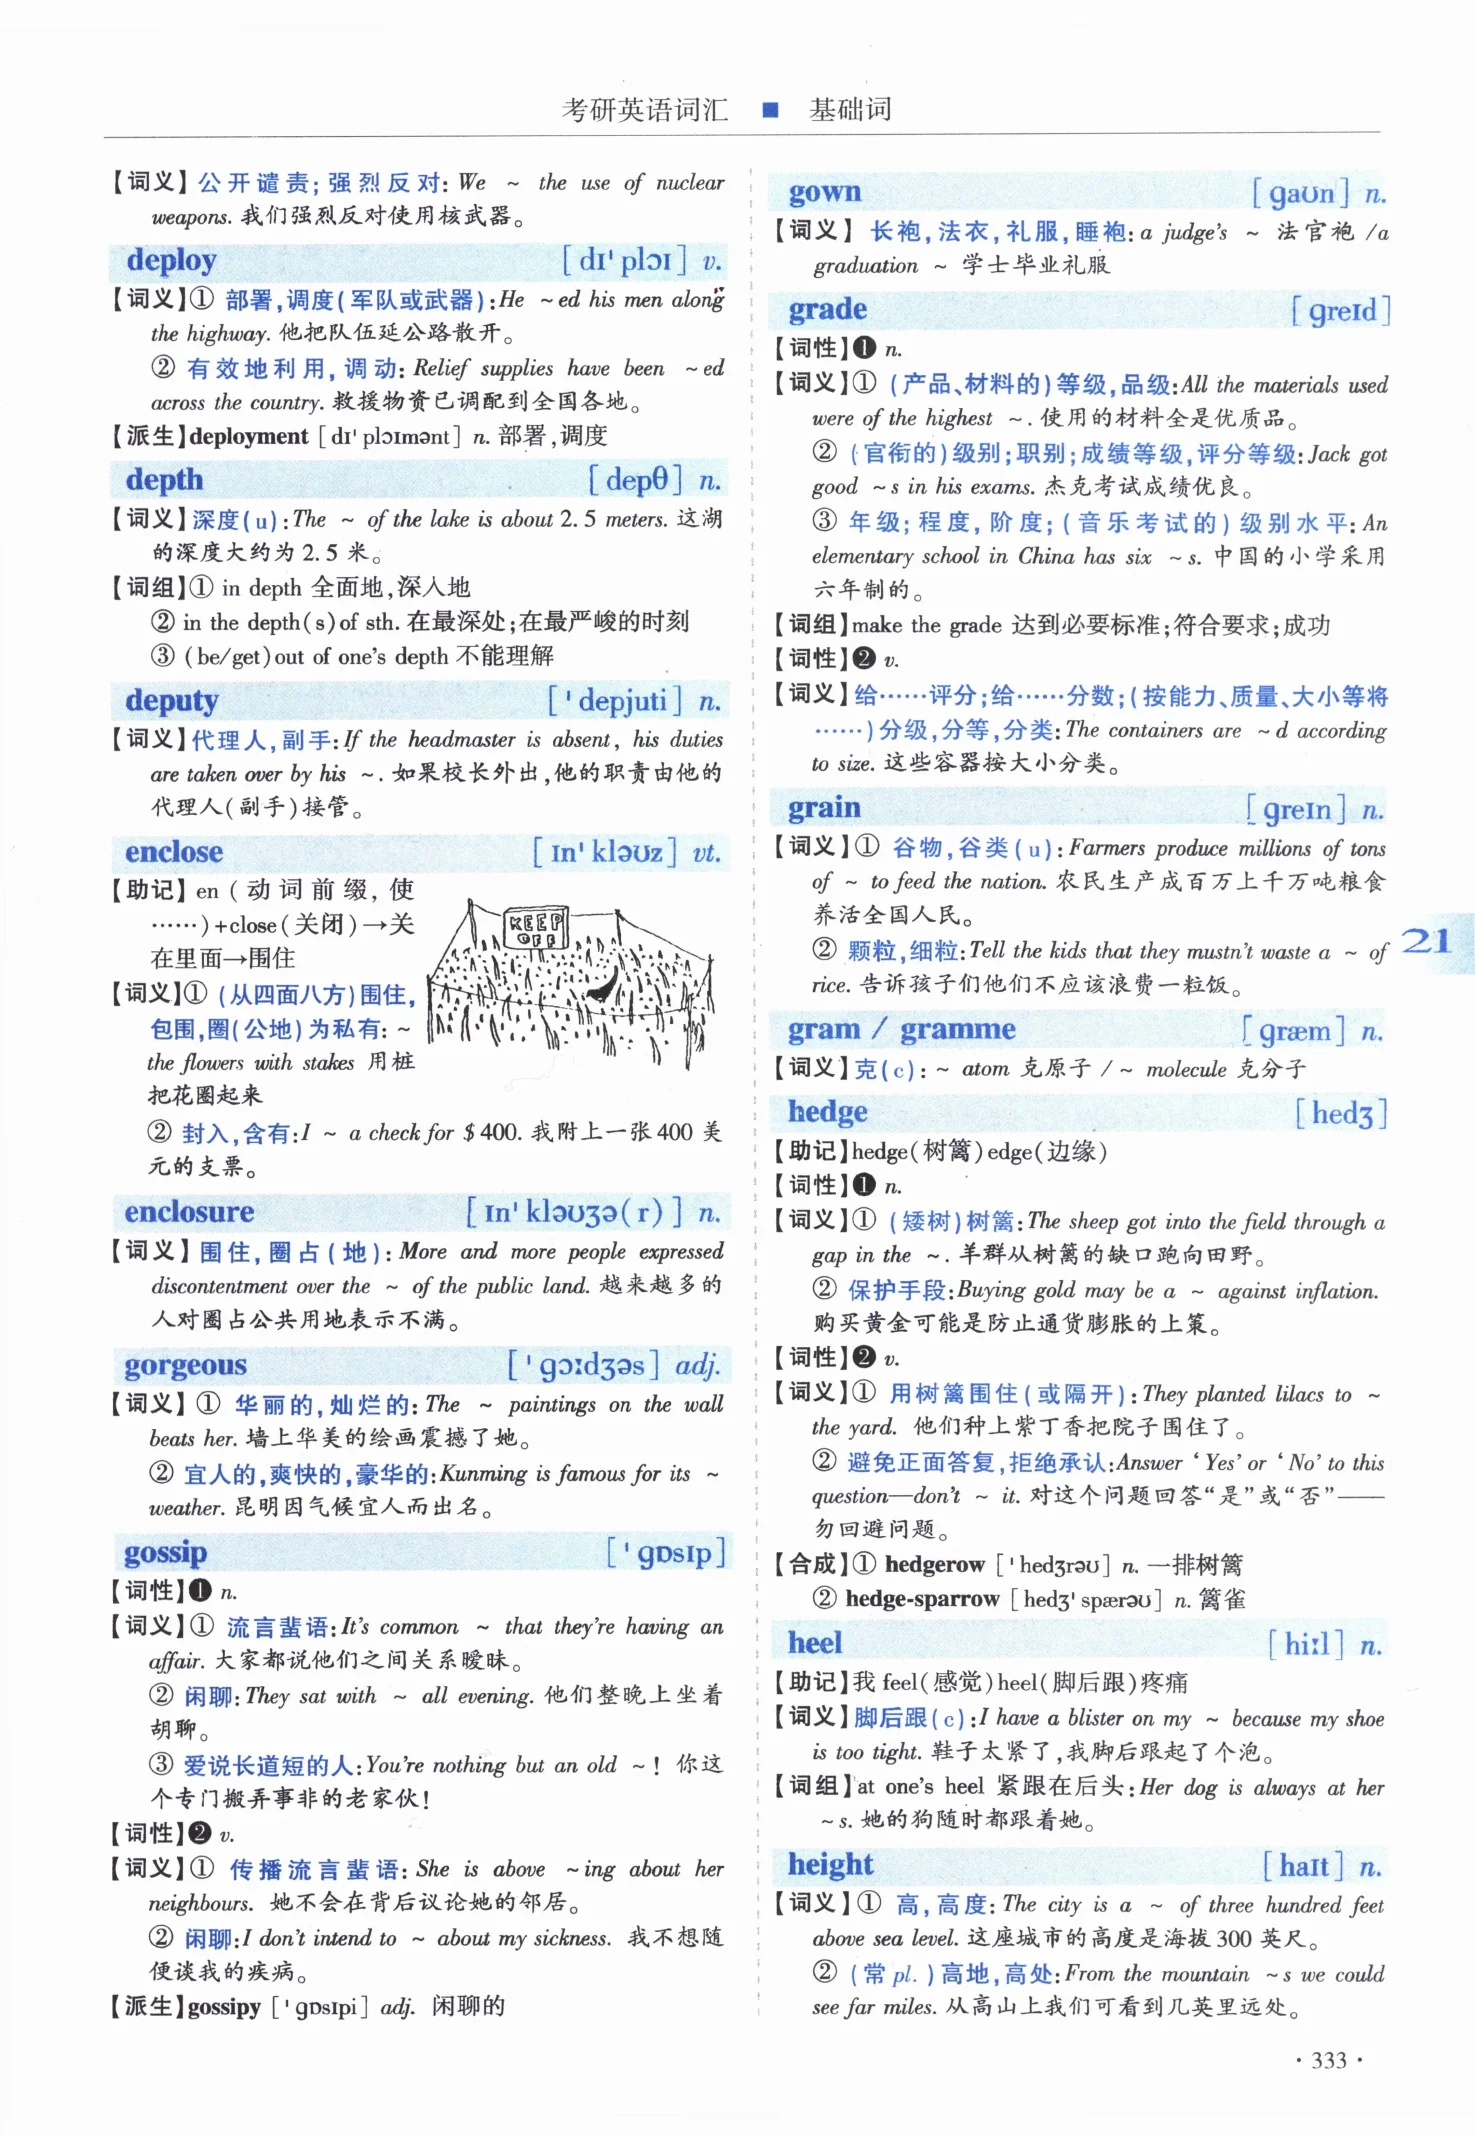 考研英语词汇 ■ 基础词
【词义】公开谴责;强烈反对: We ~ the use of nuclear
weapons. 我们强烈反对使用核武器。
deploy [dɪˈplɔɪ] v.
【词义】① 部署,调度(军队或武器):He ~ed his men along
the highway. 他把队伍延公路散开。
② 有效地利用,调动: Relief supplies have been ~ed
across the country. 救援物资已调配到全国各地。
【派生】deployment [dɪˈplɔɪmənt] n. 部署,调度
depth [depθ] n.
【词义】深度(u):The ~ of the lake is about 2.5 meters. 这湖
的深度大约为2.5米。
【词组】① in depth 全面地,深入地
② in the depth(s)of sth. 在最深处;在最严峻的时刻
③ (be/get)out of one's depth 不能理解
deputy [ˈdepjuti] n.
【词义】代理人,副手:If the headmaster is absent, his duties
are taken over by his ~. 如果校长外出,他的职责由他的
代理人(副手)接管。
enclose [ɪnˈkləʊz] vt.
【助记】en (动词前缀,使
……)+close(关闭)→关
在里面→围住
KEEP
OFF
【词义】① (从四面八方)围住,
包围,圈(公地)为私有: ~
the flowers with stakes 用桩
把花圈起来
② 封入,含有:I ~ a check for $400. 我附上一张400美
元的支票。
enclosure [ɪnˈkləʊʒə(r)] n.
【词义】围住,圈占(地): More and more people expressed
discontentment over the ~ of the public land. 越来越多的
人对圈占公共用地表示不满。
gorgeous [ˈgɔːdʒəs] adj.
【词义】① 华丽的,灿烂的: The ~ paintings on the wall
beats her. 墙上华美的绘画震撼了她。
② 宜人的,爽快的,豪华的:Kunming is famous for its ~
weather. 昆明因气候宜人而出名。
gossip [ˈgɒsɪp]
【词性】❶ n.
【词义】① 流言蜚语:It's common ~ that they're having an
affair. 大家都说他们之间关系暧昧。
② 闲聊: They sat with ~ all evening. 他们整晚上坐着
胡聊。
③ 爱说长道短的人:You're nothing but an old ~! 你这
个专门搬弄事非的老家伙!
【词性】❷ v.
【词义】① 传播流言蜚语: She is above ~ing about her
neighbours. 她不会在背后议论她的邻居。
② 闲聊:I don't intend to ~ about my sickness. 我不想随
便谈我的疾病。
【派生】gossipy [ˈgɒsɪpi] adj. 闲聊的
gown [gaʊn] n.
【词义】长袍,法衣,礼服,睡袍: a judge's ~ 法官袍 /a
graduation ~ 学士毕业礼服
grade [greɪd]
【词性】❶ n.
【词义】① (产品、材料的)等级,品级:All the materials used
were of the highest ~. 使用的材料全是优质品。
② (官衔的)级别;职别;成绩等级,评分等级:Jack got
good ~s in his exams. 杰克考试成绩优良。
③ 年级;程度,阶度;(音乐考试的)级别水平: An
elementary school in China has six ~s. 中国的小学采用
六年制的。
【词组】make the grade 达到必要标准;符合要求;成功
【词性】❷ v.
【词义】给……评分;给……分数;(按能力、质量、大小等将
……)分级,分等,分类: The containers are ~d according
to size. 这些容器按大小分类。
grain [greɪn] n.
【词义】① 谷物,谷类(u): Farmers produce millions of tons
of ~ to feed the nation. 农民生产成百万上千万吨粮食
养活全国人民。
② 颗粒,细粒: Tell the kids that they mustn't waste a ~ of
rice. 告诉孩子们他们不应该浪费一粒饭。
21
gram / gramme [græm] n.
【词义】克(c): ~ atom 克原子 / ~ molecule 克分子
hedge [hedʒ]
【助记】hedge(树篱)edge(边缘)
【词性】❶ n.
【词义】① (矮树)树篱:The sheep got into the field through a
gap in the ~. 羊群从树篱的缺口跑向田野。
② 保护手段:Buying gold may be a ~ against inflation.
购买黄金可能是防止通货膨胀的上策。
【词性】❷ v.
【词义】① 用树篱围住(或隔开): They planted lilacs to ~
the yard. 他们种上紫丁香把院子围住了。
② 避免正面答复,拒绝承认:Answer 'Yes' or 'No' to this
question—don't ~ it. 对这个问题回答“是”或“否”——
勿回避问题。
【合成】① hedgerow [ˈhedʒrəʊ] n. 一排树篱
② hedge-sparrow [hedʒˈspærəʊ] n. 篱雀
heel [hiːl] n.
【助记】我 feel(感觉)heel(脚后跟)疼痛
【词义】脚后跟(c):I have a blister on my ~ because my shoe
is too tight. 鞋子太紧了,我脚后跟起了个泡。
【词组】at one's heel 紧跟在后头: Her dog is always at her
~s. 她的狗随时都跟着她。
height [haɪt] n.
【词义】① 高,高度: The city is a ~ of three hundred feet
above sea level. 这座城市的高度是海拔300英尺。
② (常 pl.)高地,高处:From the mountain ~s we could
see far miles. 从高山上我们可看到几英里远处。
· 333 ·